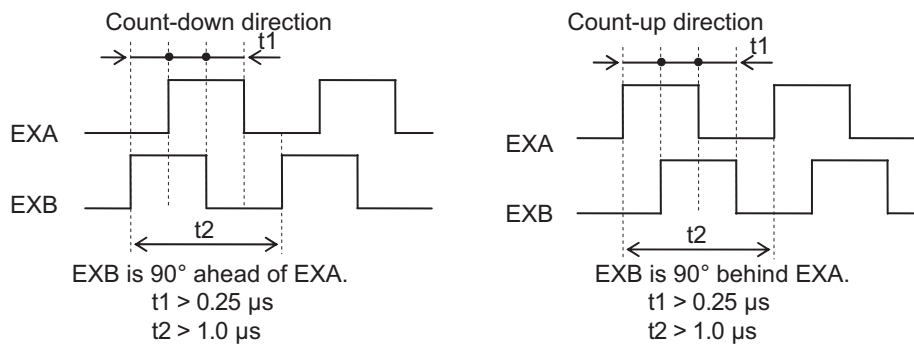 Count-down direction
t1
EXA
EXB
t2
EXB is 90° ahead of EXA.
t1 > 0.25 µs
t2 > 1.0 µs
Count-up direction
t1
EXA
EXB
t2
EXB is 90° behind EXA.
t1 > 0.25 µs
t2 > 1.0 µs